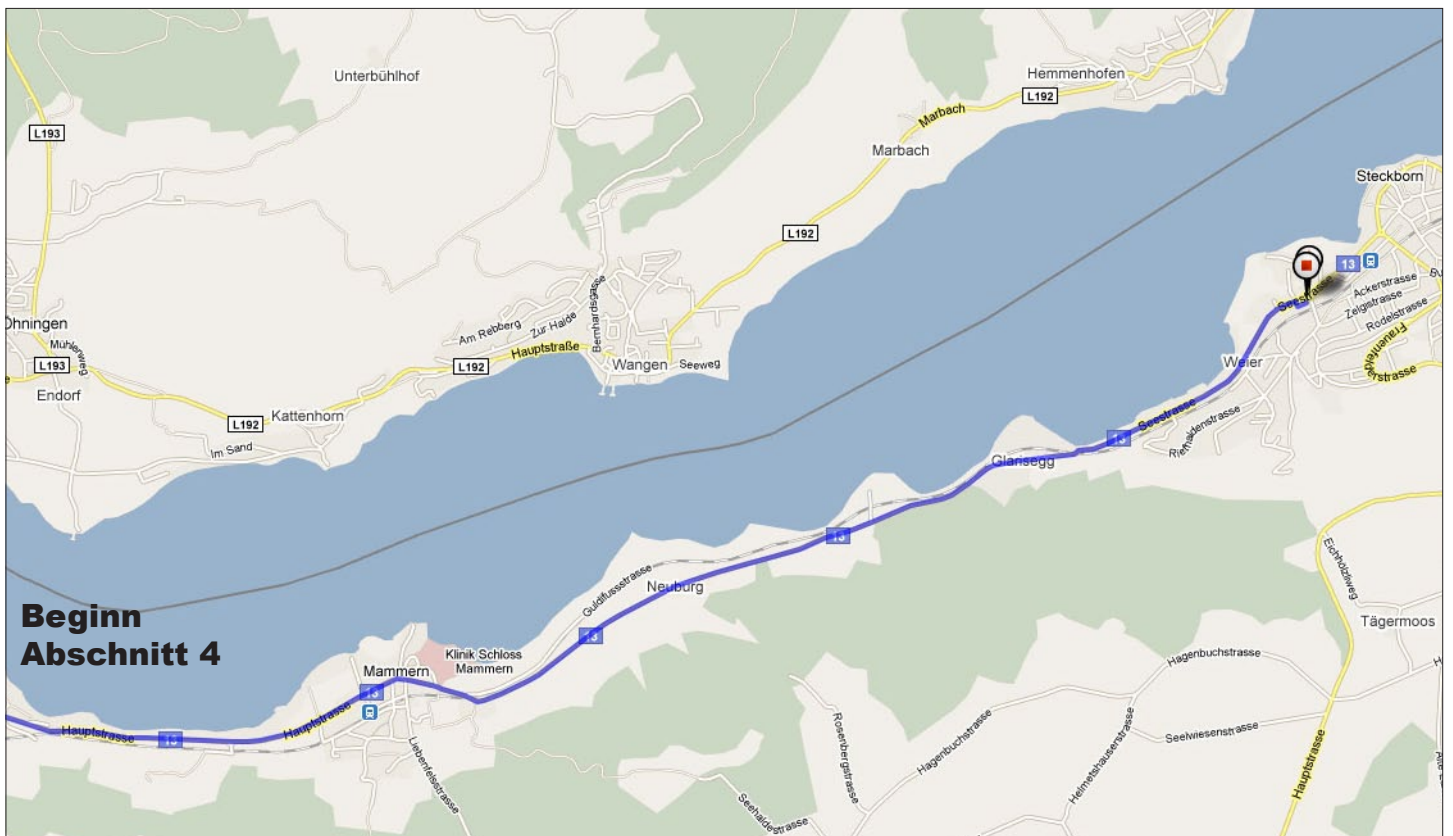 Unterbühlhof
Hemmenhofen
L192
Marbach
L193
Marbach
Steckborn
L192
13
Seestrasse
Ackerstrasse
Zelgistrasse
Rodelstrasse
Frauenfelderstrasse
Bernhardsgasse
Öhningen
Mühlenweg
Am Rebberg
Zur Halde
Hauptstraße
L193
L192
Wangen
Seeweg
Weier
Endorf
L192
Kattenhorn
Im Sand
Seestrasse
13
Riethaldenstrasse
Glarisegg
13
Eichhölzliweg
Guldifussstrasse
Neuburg
Beginn
Abschnitt 4
13
Tägermoos
Klinik Schloss
Mammern
Mammern
Hagenbuchstrasse
13
Hauptstrasse
Hauptstrasse
13
Liebenfelsstrasse
Rosenbergstrasse
Hagenbuchstrasse
Seelwiesenstrasse
Helmetshauserstrasse
Hauptstrasse
Seehaldestrasse